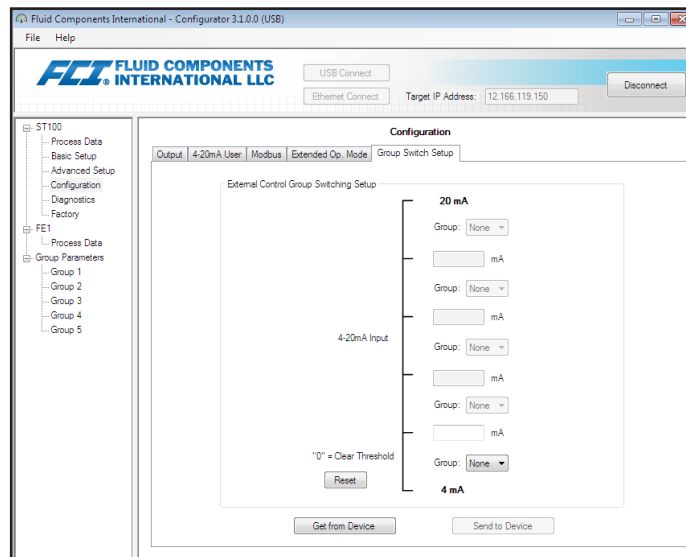 Fluid Components International - Configurator 3.1.0.0 (USB)
File Help
FCI. FLUID COMPONENTS
® INTERNATIONAL LLC
USB Connect
Ethernet Connect
Target IP Address: 12.166.119.150
Disconnect
ST100
Process Data
Basic Setup
Advanced Setup
Configuration
Diagnostics
Factory
FE1
Process Data
Group Parameters
Group 1
Group 2
Group 3
Group 4
Group 5
Configuration
Output 4-20mA User Modbus Extended Op. Mode Group Switch Setup
External Control Group Switching Setup
20 mA
Group: None
mA
Group: None
mA
4-20mA Input
Group: None
mA
Group: None
mA
"0" = Clear Threshold
Group: None
Reset
4 mA
Get from Device Send to Device